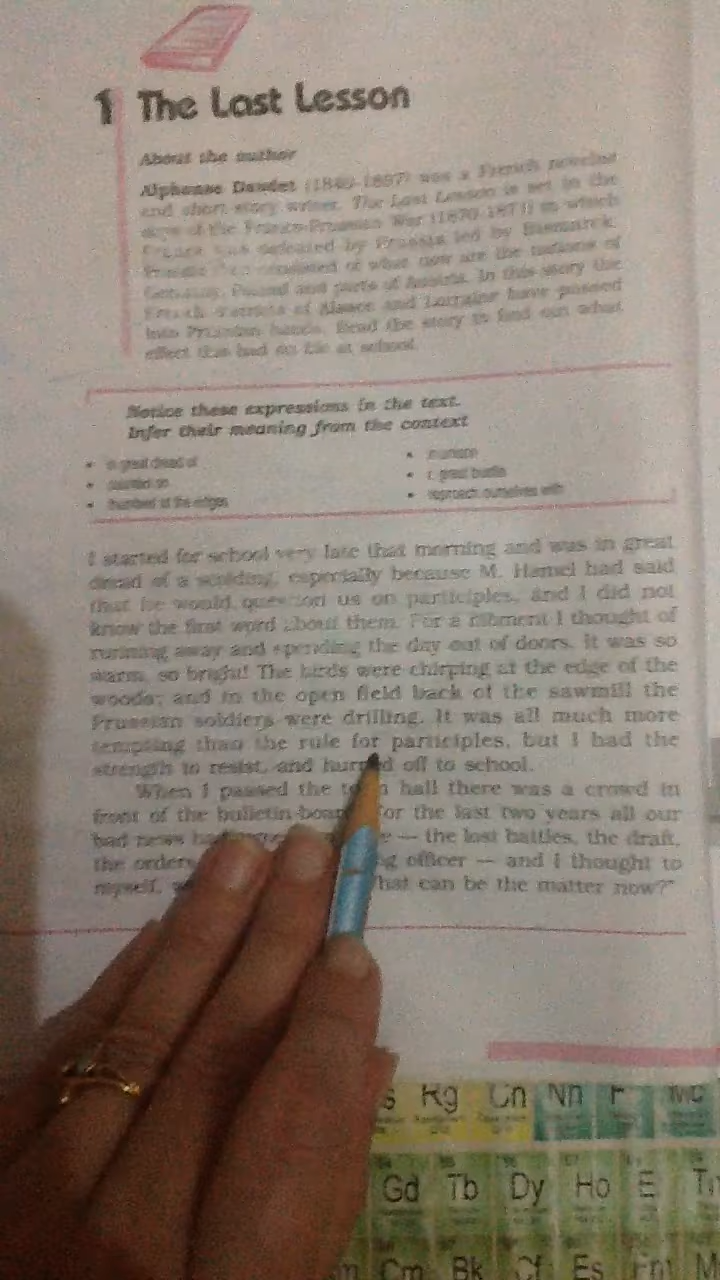 1 The Last Lesson
About the author
Alphonse Daudet (1840-1897) was a French novelist
and short-story writer. The Last Lesson is set in the
days of the Franco-Prussian War (1870-1871) in which
France was defeated by Prussia led by Bismarck.
Prussia then consisted of what now are the nations of
Germany, Poland and parts of Austria. In this story the
French districts of Alsace and Lorraine have passed
into Prussian hands. Read the story to find out what
effect this had on life at school.
Notice these expressions in the text.
Infer their meaning from the context
• in great dread of
• counted on
• thumbed at the edges
• in unison
• a great bustle
• reproach ourselves with
I started for school very late that morning and was in great
dread of a scolding, especially because M. Hamel had said
that he would question us on participles, and I did not
know the first word about them. For a moment I thought of
running away and spending the day out of doors. It was so
warm, so bright! The birds were chirping at the edge of the
woods; and in the open field back of the sawmill the
Prussian soldiers were drilling. It was all much more
tempting than the rule for participles, but I had the
strength to resist, and hurried off to school.
When I passed the town hall there was a crowd in
front of the bulletin-board. For the last two years all our
bad news had — the lost battles, the draft,
the orders officer — and I thought to
myself, What can be the matter now?"
s Rg Cn Nh F Mc
Gd Tb Dy Ho E
Cm Bk Cf Es Fm M